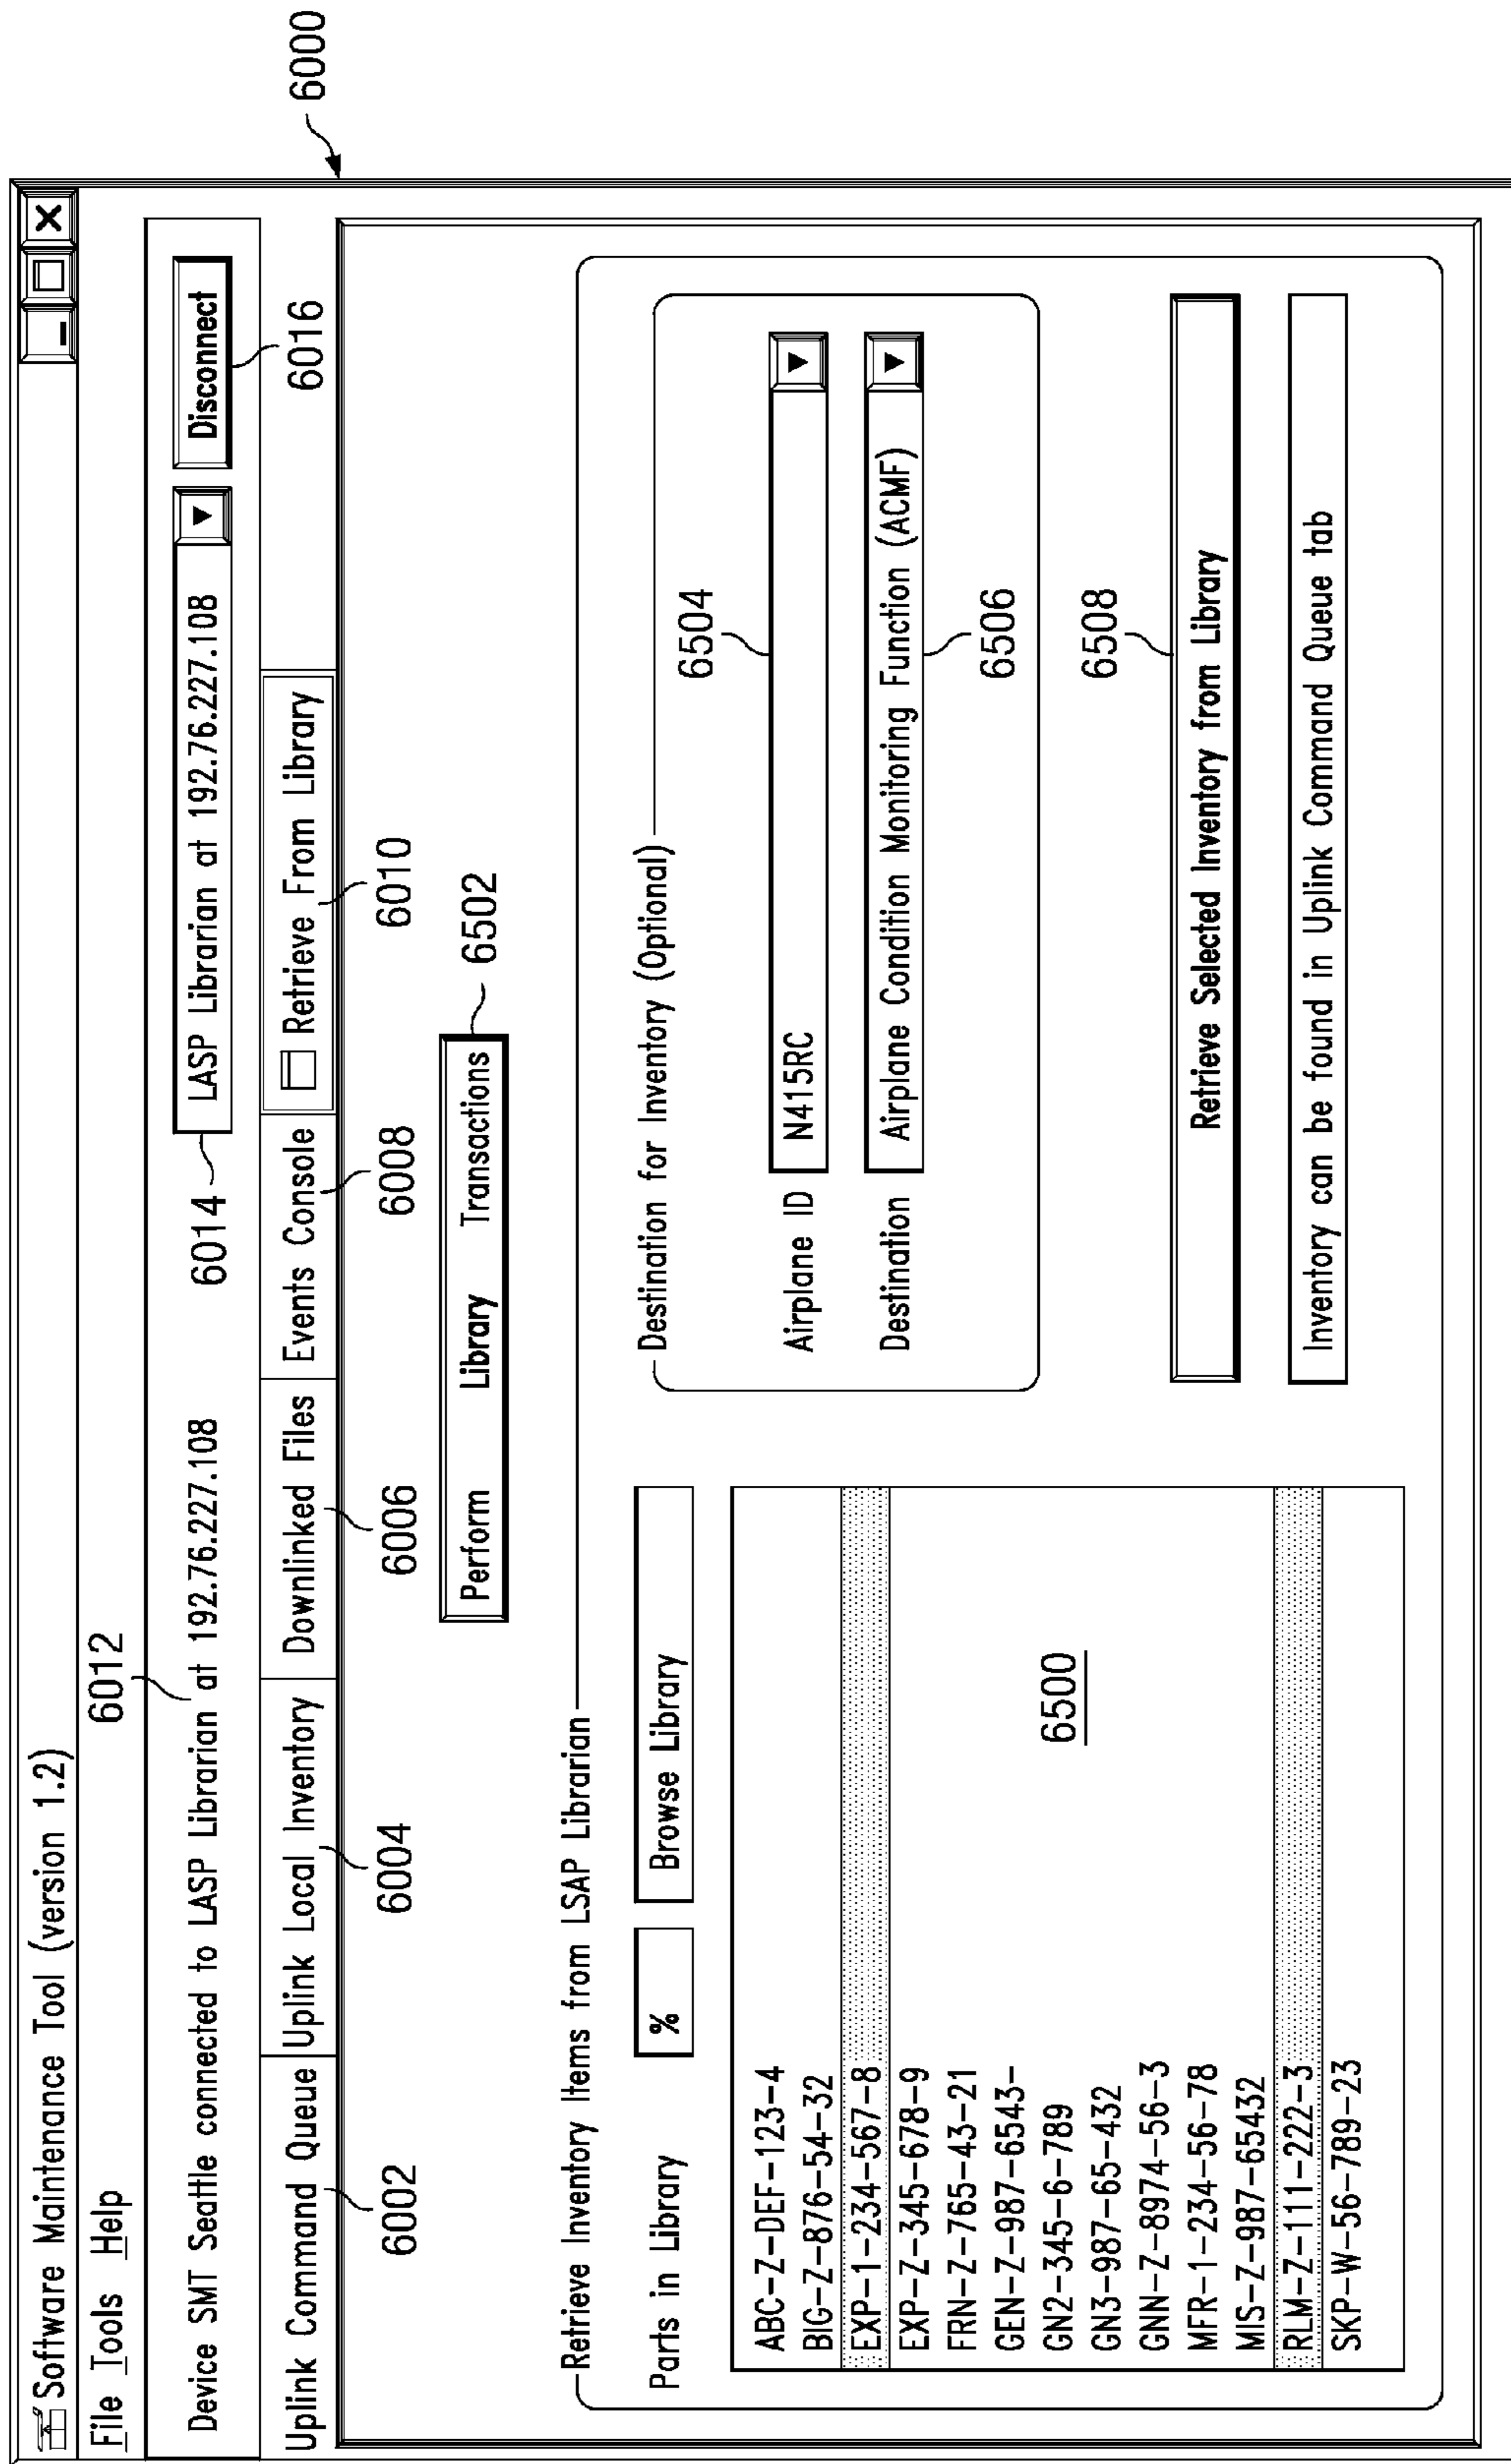 Software Maintenance Tool (version 1.2)
File Tools Help
6012
Device SMT Seattle connected to LASP Librarian at 192.76.227.108
6014
LASP Librarian at 192.76.227.108
Disconnect
6016
6000
Uplink Command Queue
Uplink Local Inventory
Downlinked Files
Events Console
Retrieve From Library
6002
6004
6006
6008
6010
Perform Library Transactions
6502
Retrieve Inventory Items from LSAP Librarian
Parts in Library
%
Browse Library
ABC-Z-DEF-123-4
BIG-Z-876-54-32
EXP-1-234-567-8
EXP-Z-345-678-9
FRN-Z-765-43-21
GEN-Z-987-6543-
GN2-345-6-789
GN3-987-65-432
GNN-Z-8974-56-3
MFR-1-234-56-78
MIS-Z-987-65432
RLM-Z-111-222-3
SKP-W-56-789-23
6500
Destination for Inventory (Optional)
6504
Airplane ID N415RC
Destination Airplane Condition Monitoring Function (ACMF)
6506
6508
Retrieve Selected Inventory from Library
Inventory can be found in Uplink Command Queue tab